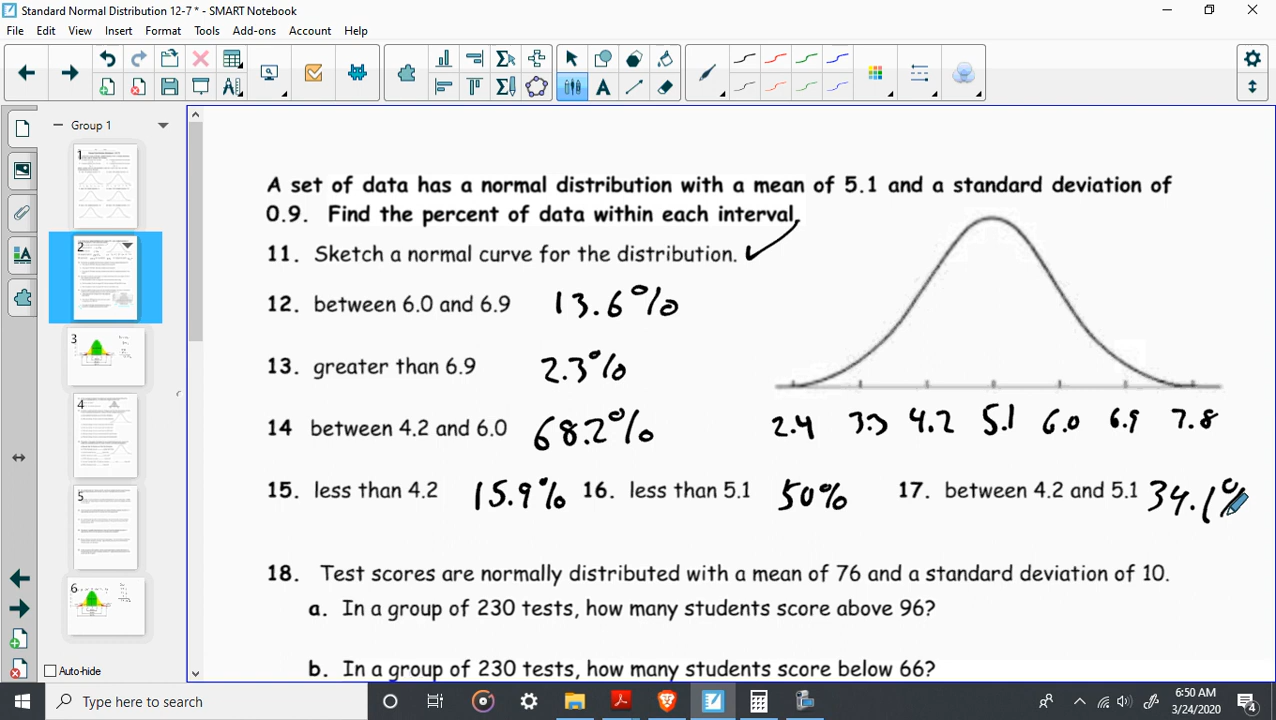 Standard Normal Distribution 12-7 * - SMART Notebook
File Edit View Insert Format Tools Add-ons Account Help
Group 1
1
2
3
4
5
6
Auto-hide
A set of data has a normal distribution with a mean of 5.1 and a standard deviation of
0.9. Find the percent of data within each interval.
11. Sketch a normal curve for the distribution. ✓
12. between 6.0 and 6.9 13.6%
13. greater than 6.9 2.3%
14 between 4.2 and 6.0 68.2%
2.4 3.3 4.2 5.1 6.0 6.9 7.8
15. less than 4.2 15.9% 16. less than 5.1 50% 17. between 4.2 and 5.1 34.1%
18. Test scores are normally distributed with a mean of 76 and a standard deviation of 10.
a. In a group of 230 tests, how many students score above 96?
b. In a group of 230 tests, how many students score below 66?
Type here to search
6:50 AM
3/24/2020
4